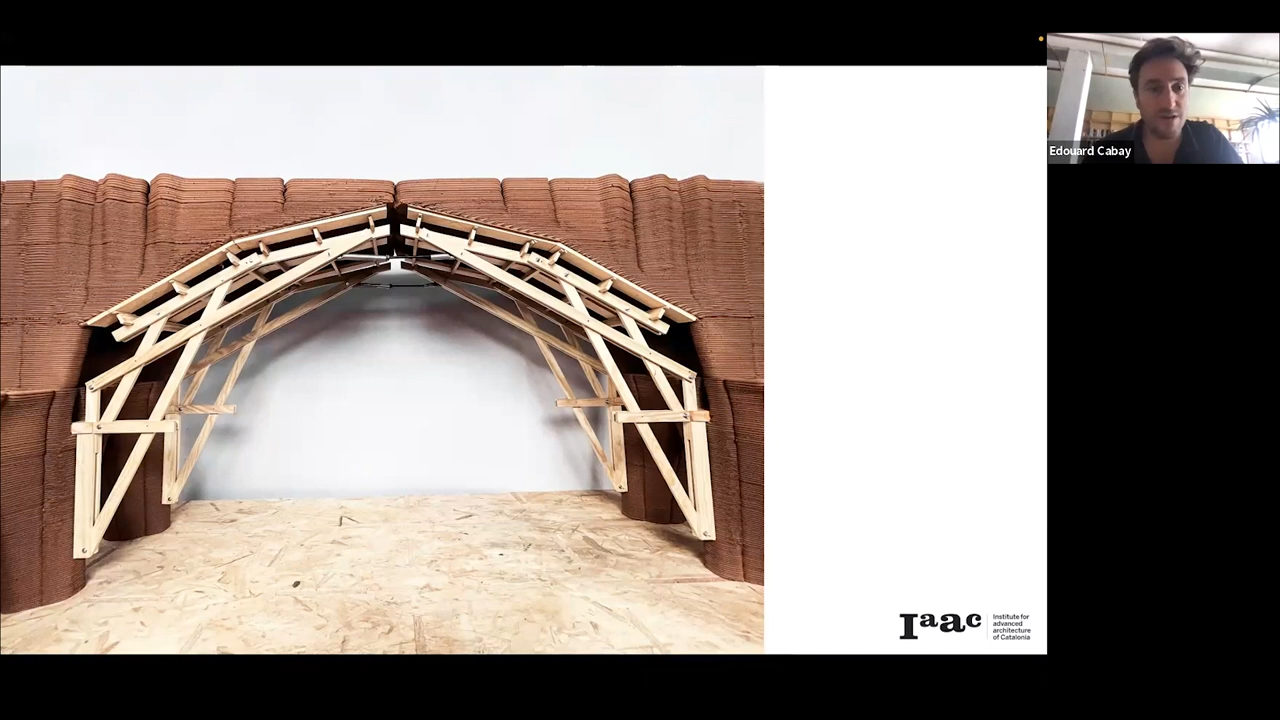 Edouard Cabay
Iaac
Institute for
advanced
architecture
of Catalonia